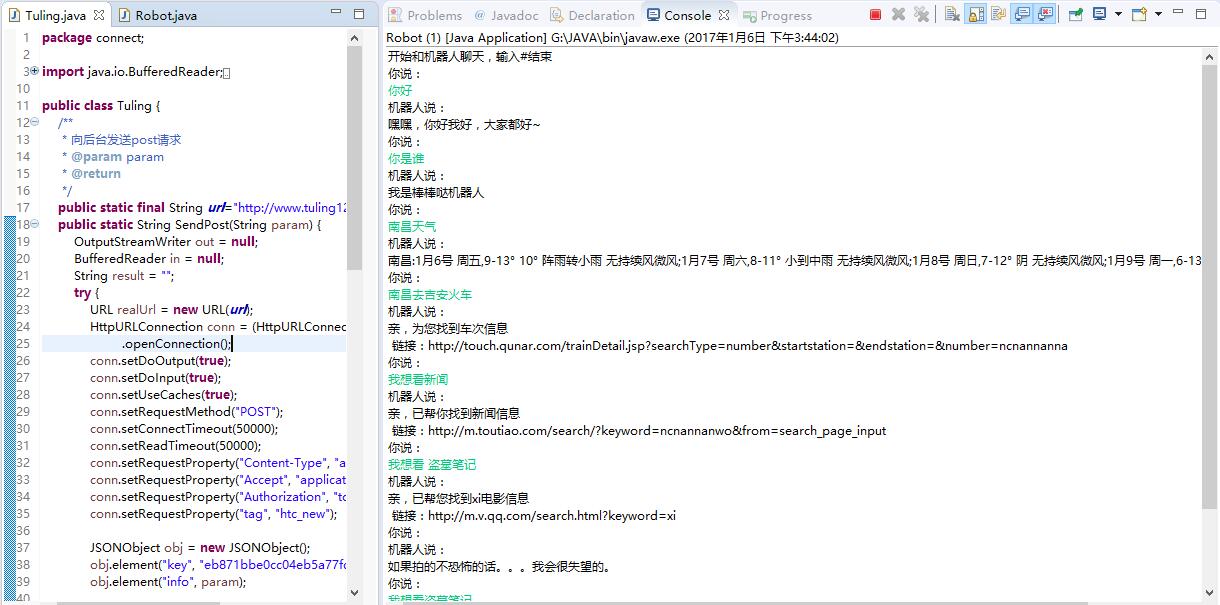 Tuling.java
Robot.java
1 package connect;
2
3 import java.io.BufferedReader;
10
11 public class Tuling {
12 /**
13 * 向后台发送post请求
14 * @param param
15 * @return
16 */
17 public static final String url="http://www.tuling12
18 public static String SendPost(String param) {
19 OutputStreamWriter out = null;
20 BufferedReader in = null;
21 String result = "";
22 try {
23 URL realUrl = new URL(url);
24 HttpURLConnection conn = (HttpURLConnec
25 .openConnection();
26 conn.setDoOutput(true);
27 conn.setDoInput(true);
28 conn.setUseCaches(true);
29 conn.setRequestMethod("POST");
30 conn.setConnectTimeout(50000);
31 conn.setReadTimeout(50000);
32 conn.setRequestProperty("Content-Type", "a
33 conn.setRequestProperty("Accept", "applicat
34 conn.setRequestProperty("Authorization", "to
35 conn.setRequestProperty("tag", "htc_new");
36
37 JSONObject obj = new JSONObject();
38 obj.element("key", "eb871bbe0cc04eb5a77f
39 obj.element("info", param);
40
Problems @ Javadoc Declaration Console Progress
Robot (1) [Java Application] G:\JAVA\bin\javaw.exe (2017年1月6日 下午3:44:02)
开始和机器人聊天，输入#结束
你说：
你好
机器人说：
嘿嘿，你好我好，大家都好~
你说：
你是谁
机器人说：
我是棒棒哒机器人
你说：
南昌天气
机器人说：
南昌:1月6号 周五,9-13° 10° 阵雨转小雨 无持续风微风;1月7号 周六,8-11° 小到中雨 无持续风微风;1月8号 周日,7-12° 阴 无持续风微风;1月9号 周一,6-13
你说：
南昌去吉安火车
机器人说：
亲，为您找到车次信息
链接：http://touch.qunar.com/trainDetail.jsp?searchType=number&startstation=&endstation=&number=ncnannanna
你说：
我想看新闻
机器人说：
亲，已帮你找到新闻信息
链接：http://m.toutiao.com/search/?keyword=ncnannanwo&from=search_page_input
你说：
我想看 盗墓笔记
机器人说：
亲，已帮您找到xi电影信息
链接：http://m.v.qq.com/search.html?keyword=xi
你说：
机器人说：
如果拍的不恐怖的话。。。我会很失望的。
你说：
我想看盗墓笔记